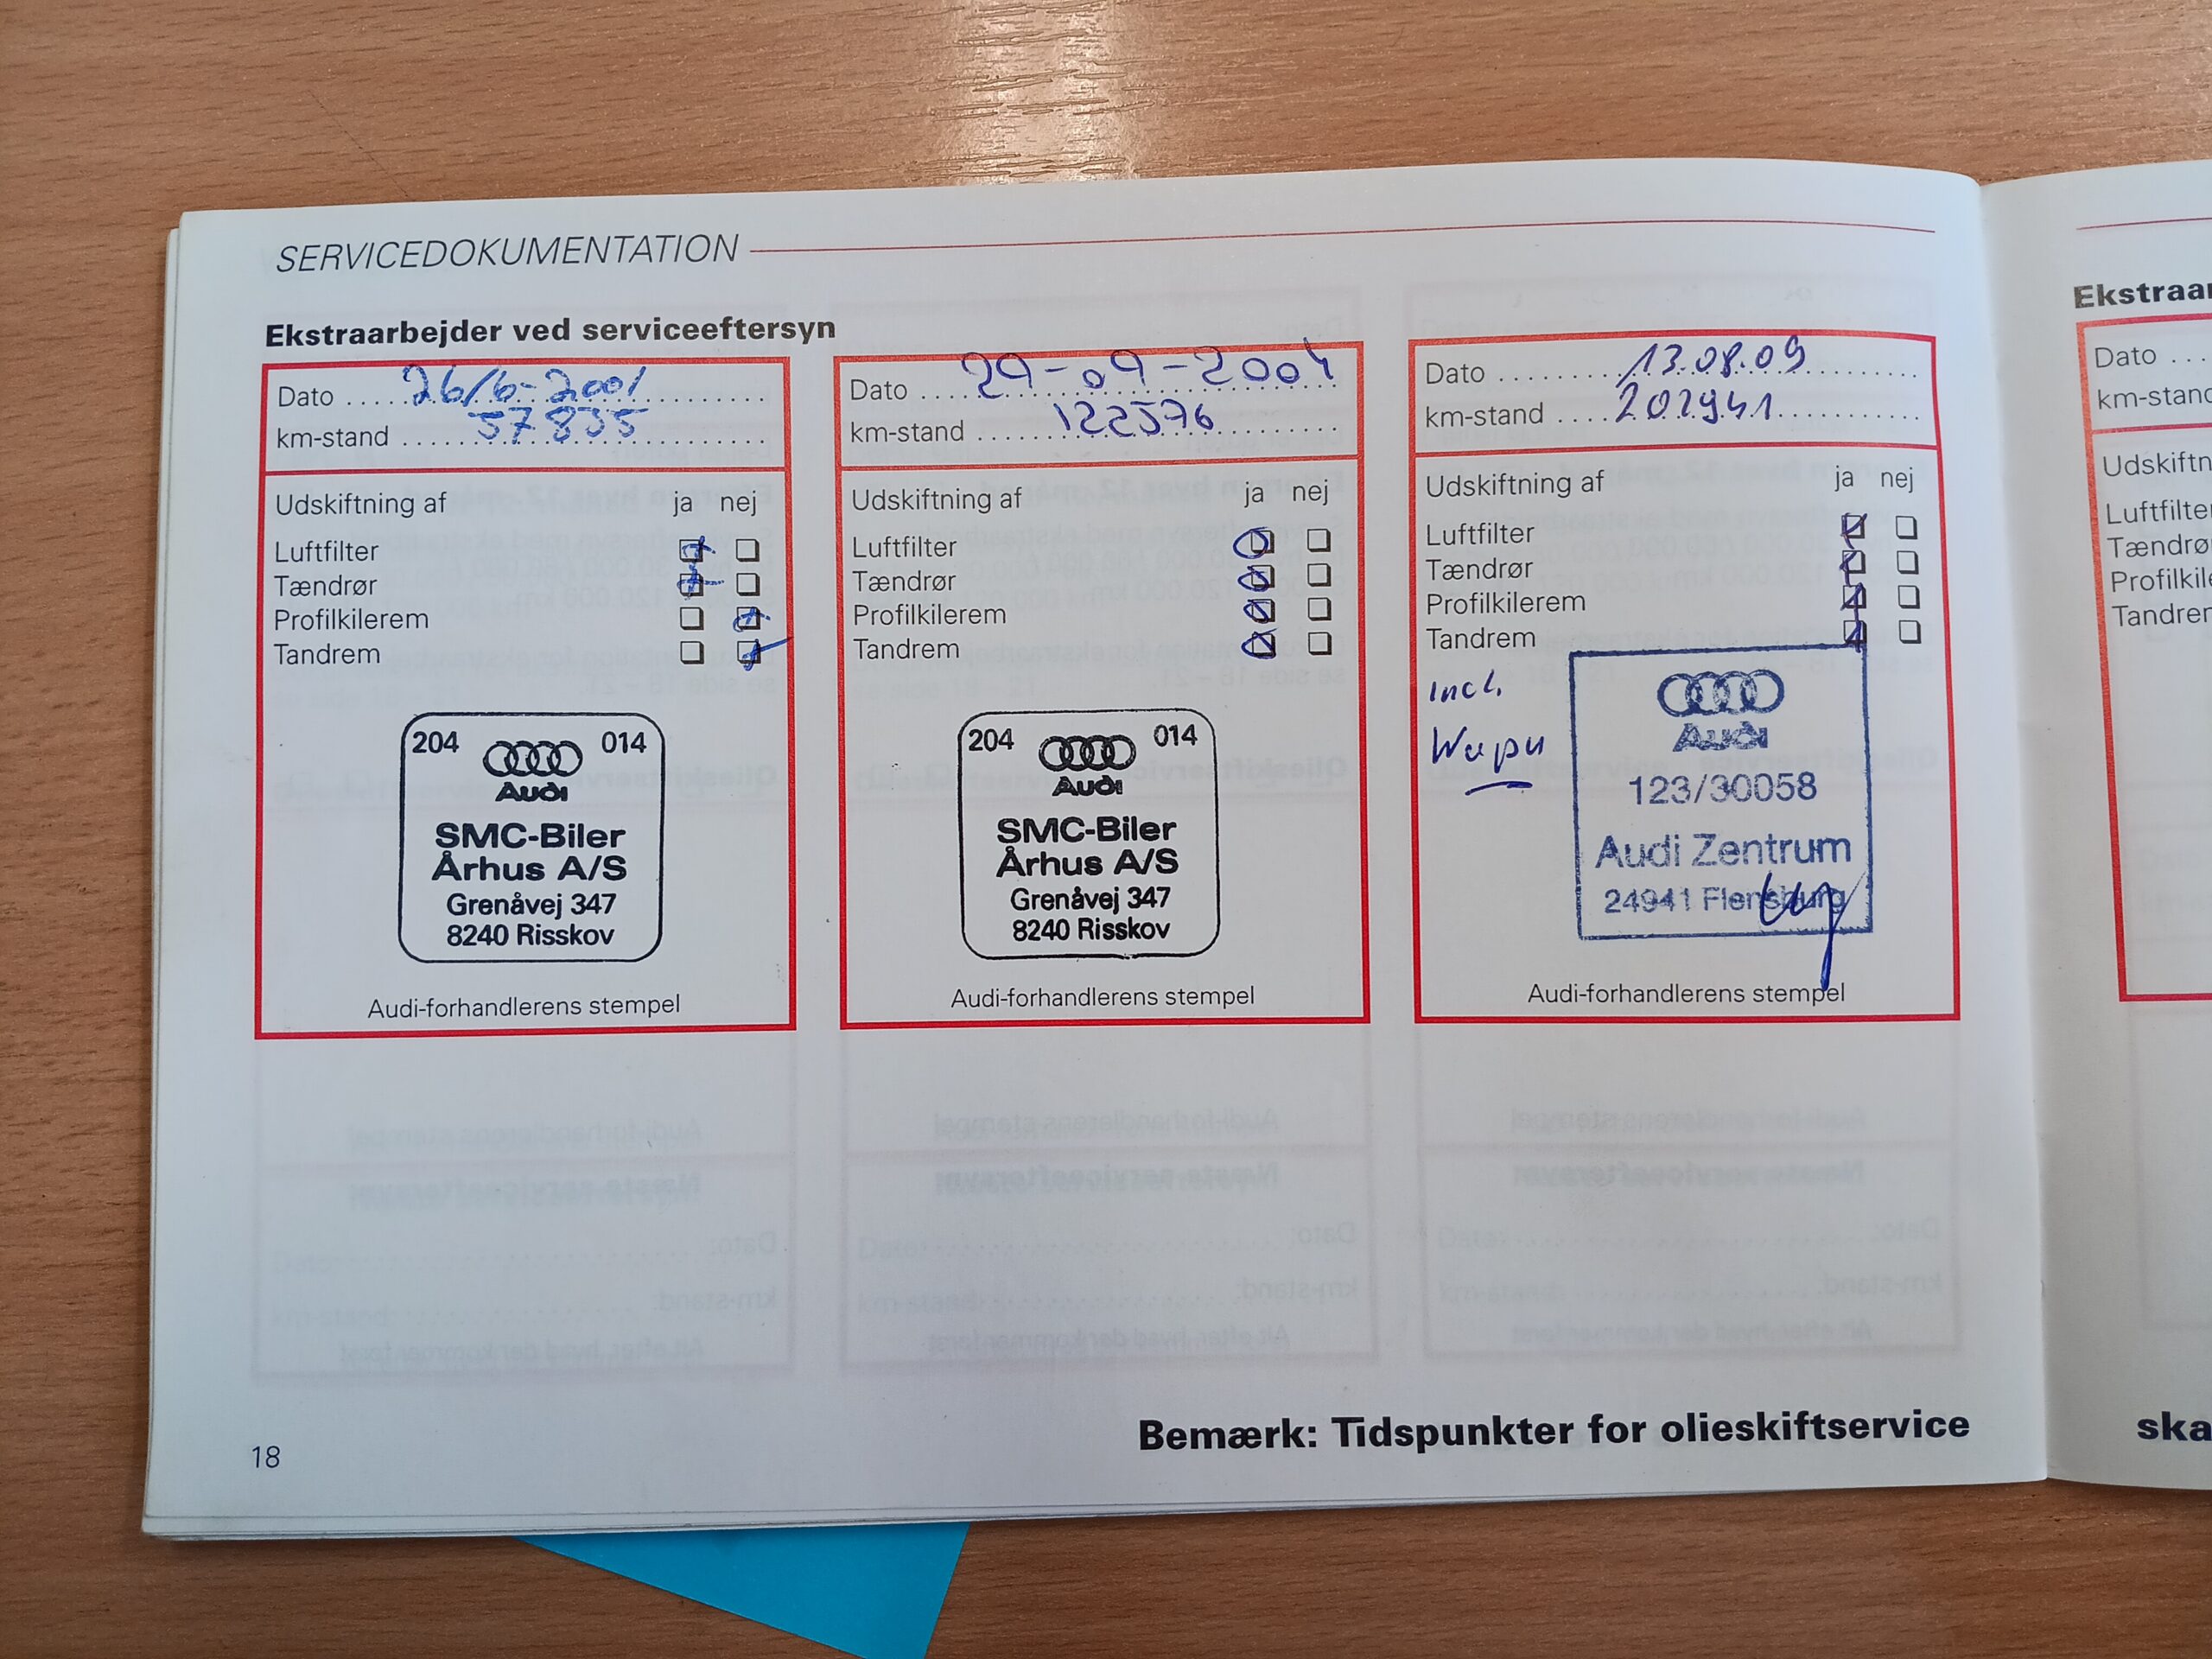 SERVICEDOKUMENTATION
Ekstraarbejder ved serviceeftersyn
Dato ..... 26/6-2001
km-stand ..... 57835
Udskiftning af ja nej
Luftfilter
Tændrør
Profilkilerem
Tandrem
204 014
Audi
SMC-Biler
Århus A/S
Grenåvej 347
8240 Risskov
Audi-forhandlerens stempel
Dato .... 29-09-2004
km-stand ..... 122576
Udskiftning af ja nej
Luftfilter
Tændrør
Profilkilerem
Tandrem
204 014
Audi
SMC-Biler
Århus A/S
Grenåvej 347
8240 Risskov
Audi-forhandlerens stempel
Dato ......... 13.08.09
km-stand .... 202941
Udskiftning af ja nej
Luftfilter
Tændrør
Profilkilerem
Tandrem
incl.
Wapu
Audi
123/30058
Audi Zentrum
24941 Flensburg
Audi-forhandlerens stempel
Bemærk: Tidspunkter for olieskiftservice
18
Ekstraar
Dato ...
km-stand
Udskiftn
Luftfilter
Tændrø
Profilkile
Tandrem
ska